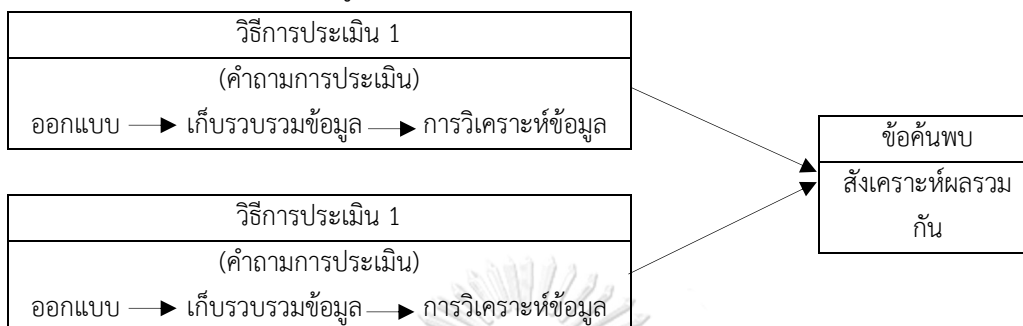 วิธีการประเมิน 1
(คำถามการประเมิน)
ออกแบบ เก็บรวบรวมข้อมูล การวิเคราะห์ข้อมูล
ข้อค้นพบ
สังเคราะห์ผลรวม
กัน
วิธีการประเมิน 1
(คำถามการประเมิน)
ออกแบบ เก็บรวบรวมข้อมูล การวิเคราะห์ข้อมูล